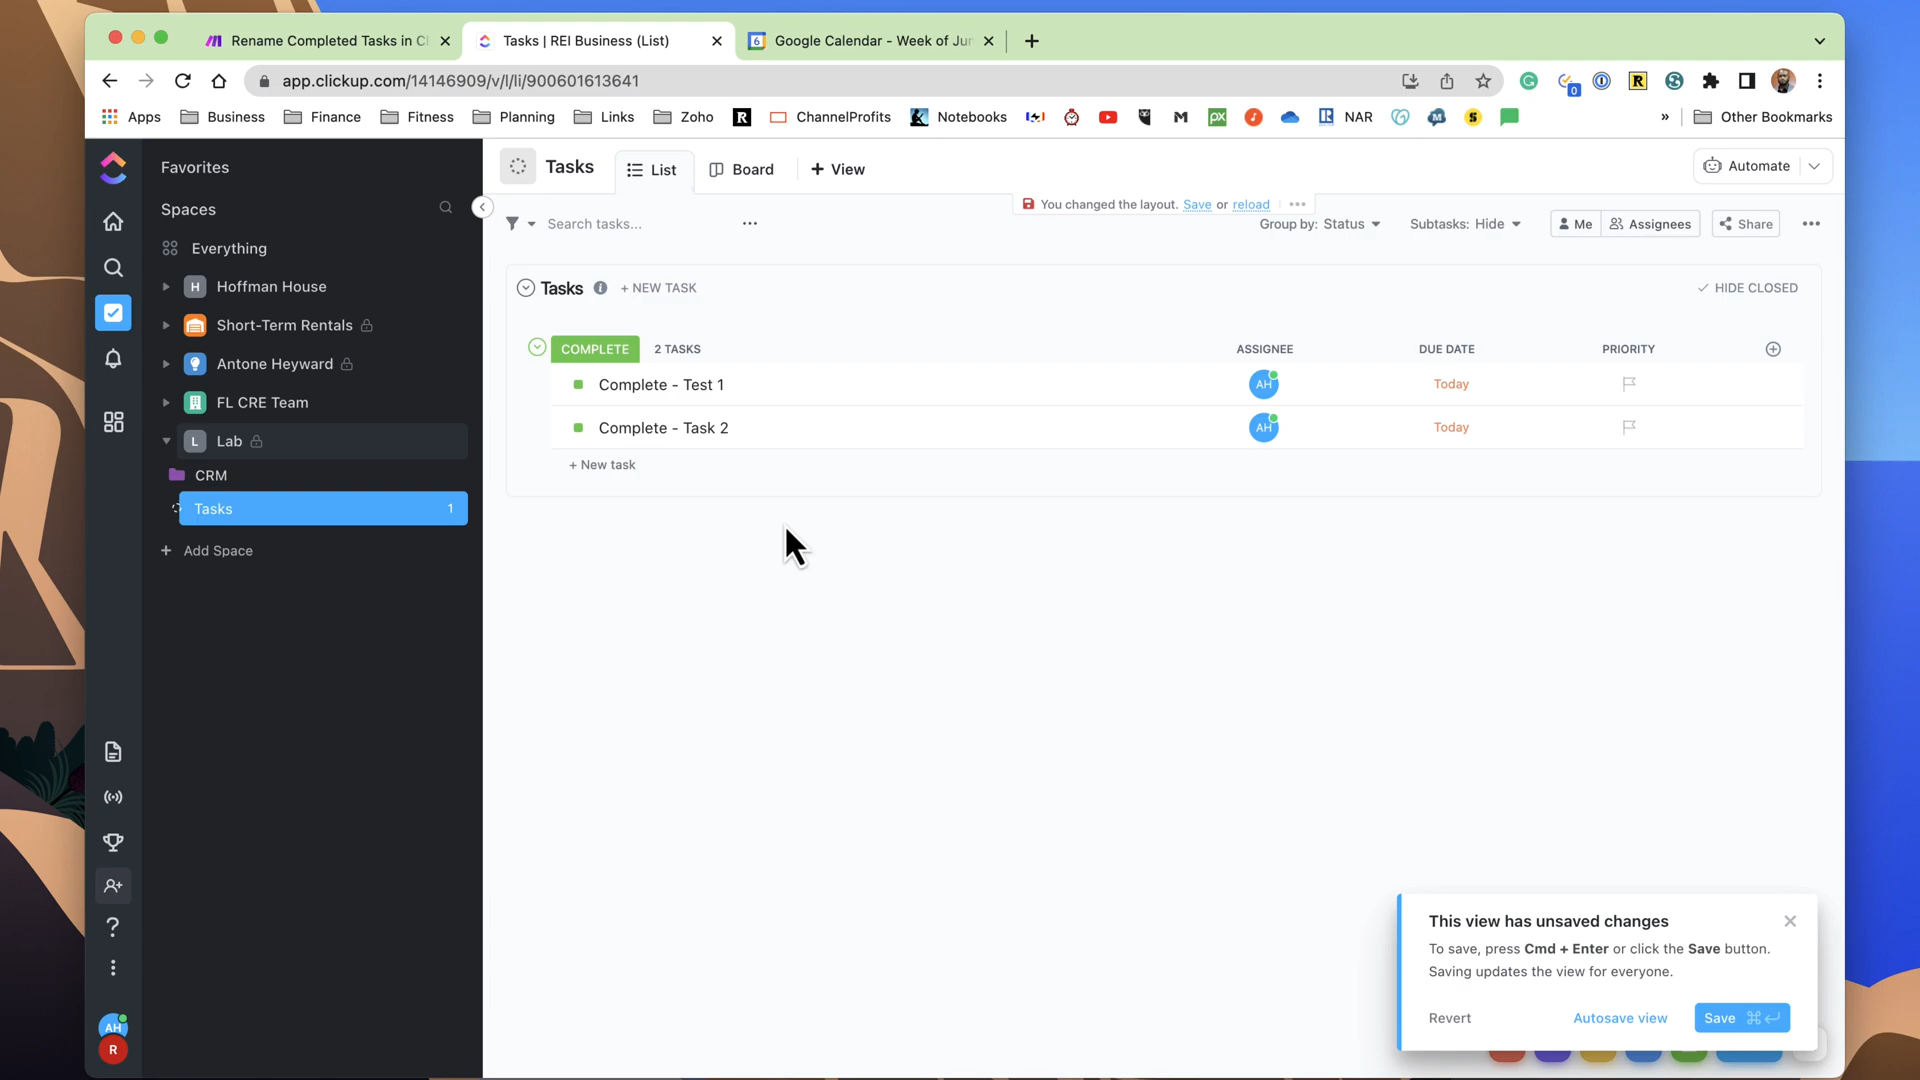 Rename Completed Tasks in Cl
Tasks | REI Business (List)
6
Google Calendar - Week of Jun
app.clickup.com/14146909/v/l/li/900601613641
0
R
Apps
Business
Finance
Fitness
Planning
Links
Zoho
R
ChannelProfits
Notebooks
M
px
NAR
S
»
Other Bookmarks
Favorites
Spaces
Everything
H
Hoffman House
Short-Term Rentals
Antone Heyward
FL CRE Team
L
Lab
CRM
Tasks
1
+ Add Space
AH
R
Tasks
List
Board
+ View
Automate
You changed the layout. Save or reload
Search tasks...
Group by: Status
Subtasks: Hide
Me
Assignees
Share
Tasks
+ NEW TASK
HIDE CLOSED
COMPLETE
2 TASKS
ASSIGNEE
DUE DATE
PRIORITY
Complete - Test 1
AH
Today
Complete - Task 2
AH
Today
+ New task
This view has unsaved changes
To save, press Cmd + Enter or click the Save button.
Saving updates the view for everyone.
Revert
Autosave view
Save ⌘